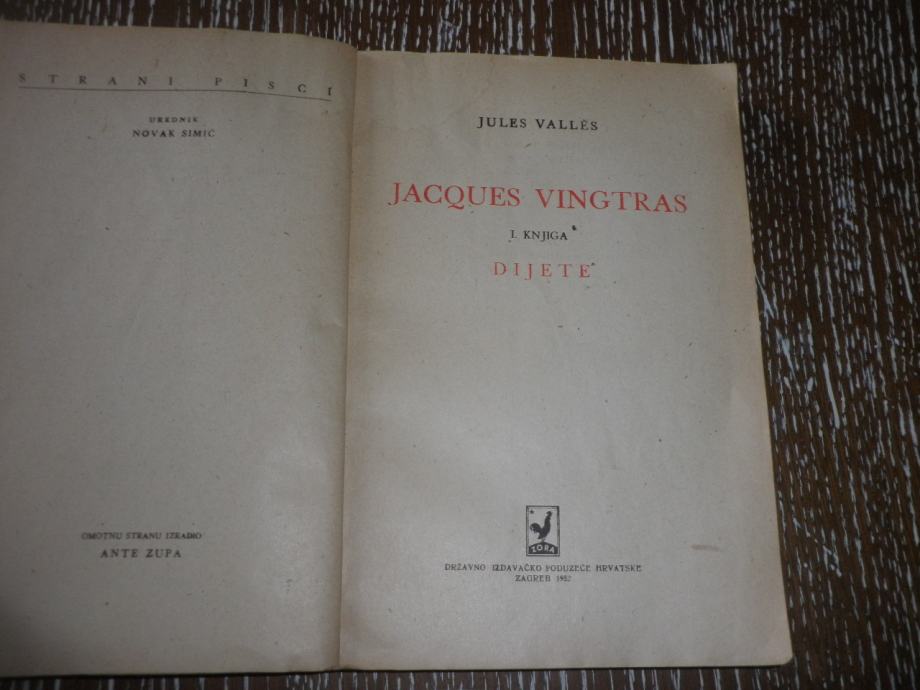 STRANI PISCI
UREDNIK
NOVAK SIMIĆ
OMOTNU STRANU IZRADIO
ANTE ZUPA
JULES VALLÈS
JACQUES VINGTRAS
I. KNJIGA
DIJETE
ZORA
DRŽAVNO IZDAVAČKO PODUZEĆE HRVATSKE
ZAGREB 1952